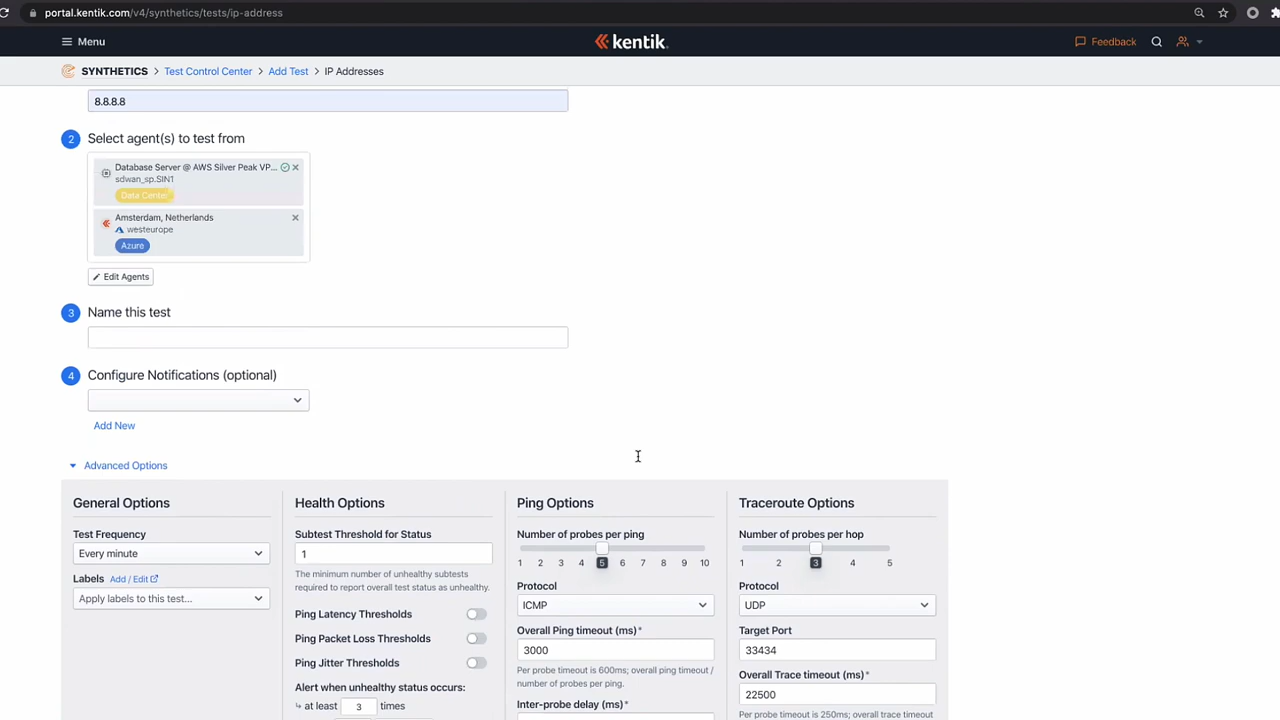 portal.kentik.com/v4/synthetics/tests/ip-address
Menu
kentik.
Feedback
SYNTHETICS > Test Control Center > Add Test > IP Addresses
8.8.8.8
2 Select agent(s) to test from
Database Server @ AWS Silver Peak VP...
sdwan_sp.SIN1
Data Center
Amsterdam, Netherlands
westeurope
Azure
Edit Agents
3 Name this test
4 Configure Notifications (optional)
Add New
Advanced Options
General Options
Test Frequency
Every minute
Labels Add / Edit
Apply labels to this test...
Health Options
Subtest Threshold for Status
1
The minimum number of unhealthy subtests
required to report overall test status as unhealthy.
Ping Latency Thresholds
Ping Packet Loss Thresholds
Ping Jitter Thresholds
Alert when unhealthy status occurs:
at least 3 times
Ping Options
Number of probes per ping
1 2 3 4 5 6 7 8 9 10
Protocol
ICMP
Overall Ping timeout (ms)*
3000
Per probe timeout is 600ms; overall ping timeout /
number of probes per ping.
Inter-probe delay (ms)*
Traceroute Options
Number of probes per hop
1 2 3 4 5
Protocol
UDP
Target Port
33434
Overall Trace timeout (ms)*
22500
Per probe timeout is 250ms; overall trace timeout